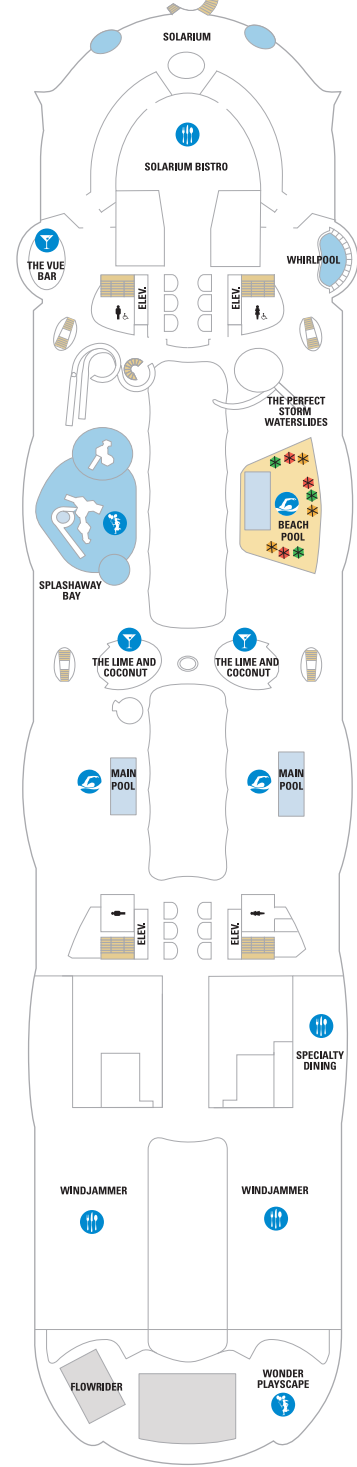 SOLARIUM
SOLARIUM BISTRO
THE VUE
BAR
WHIRLPOOL
ELEV.
ELEV.
THE PERFECT
STORM
WATERSLIDES
BEACH
POOL
SPLASHAWAY
BAY
THE LIME AND
COCONUT
THE LIME AND
COCONUT
MAIN
POOL
MAIN
POOL
ELEV.
ELEV.
SPECIALTY
DINING
WINDJAMMER
WINDJAMMER
FLOWRIDER
WONDER
PLAYSCAPE